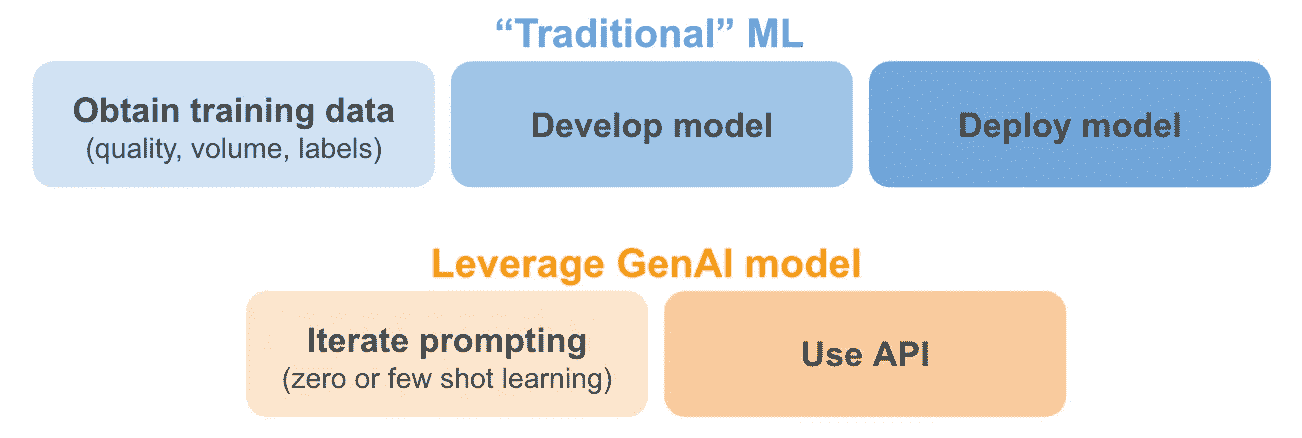 “Traditional” ML
Obtain training data
(quality, volume, labels)
Develop model
Deploy model
Leverage GenAI model
Iterate prompting
(zero or few shot learning)
Use API